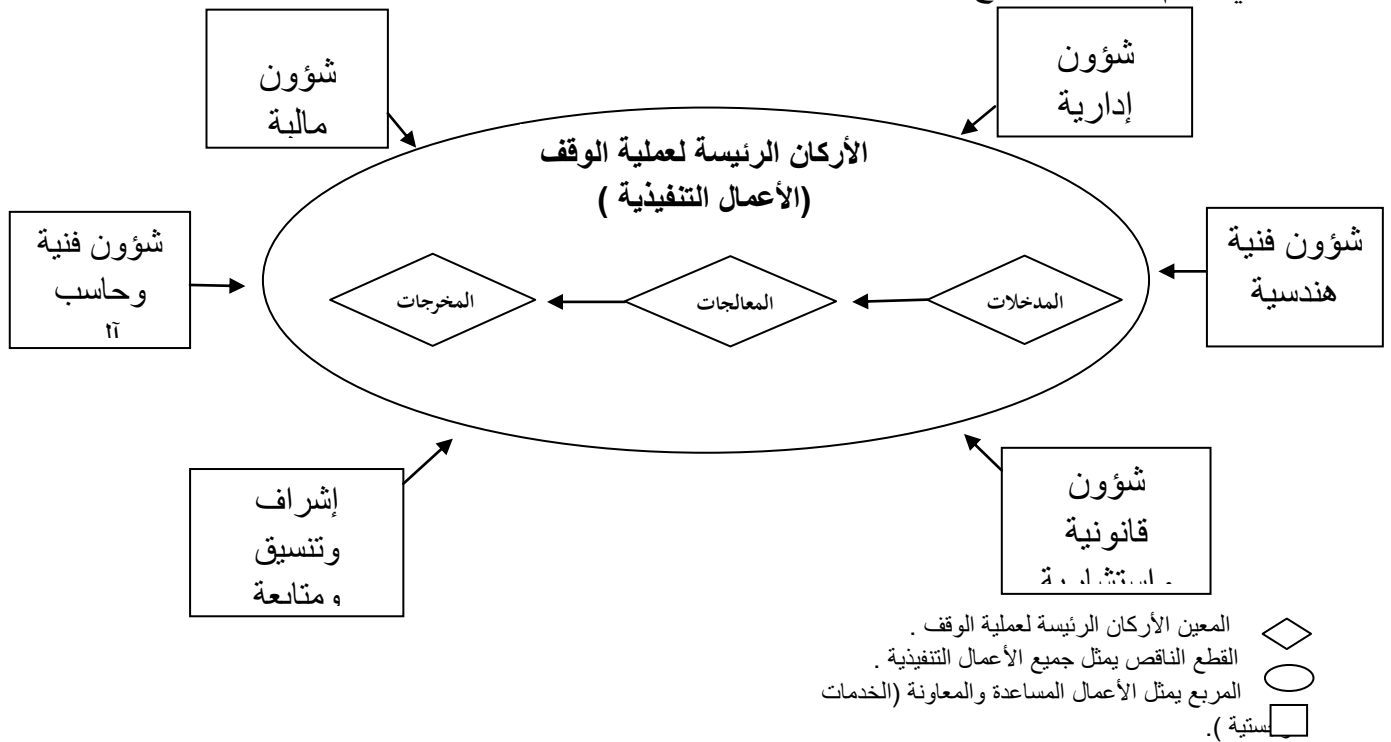 شؤون
إدارية
شؤون
مالية
الأركان الرئيسة لعملية الوقف
(الأعمال التنفيذية )
شؤون فنية
هندسية
شؤون فنية
وحاسب
المدخلات
المعالجات
المخرجات
شؤون
قانونية
واستشارية
إشراف
وتنسيق
ومتابعة
المعين الأركان الرئيسة لعملية الوقف .
القطع الناقص يمثل جميع الأعمال التنفيذية .
المربع يمثل الأعمال المساعدة والمعاونة (الخدمات
).